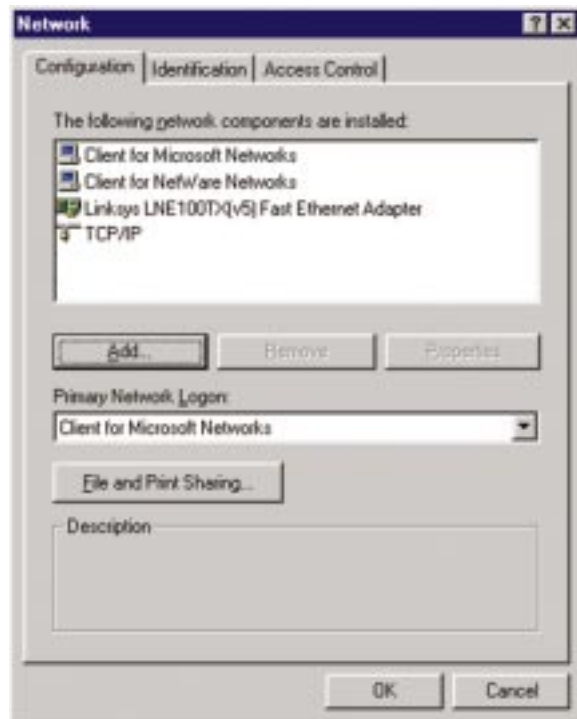 Network
Configuration Identification Access Control
The following network components are installed:
Client for Microsoft Networks
Client for NetWare Networks
Linksys LNE100TX(v5) Fast Ethernet Adapter
TCP/IP
Add... Remove Properties
Primary Network Logon:
Client for Microsoft Networks
File and Print Sharing...
Description
OK Cancel